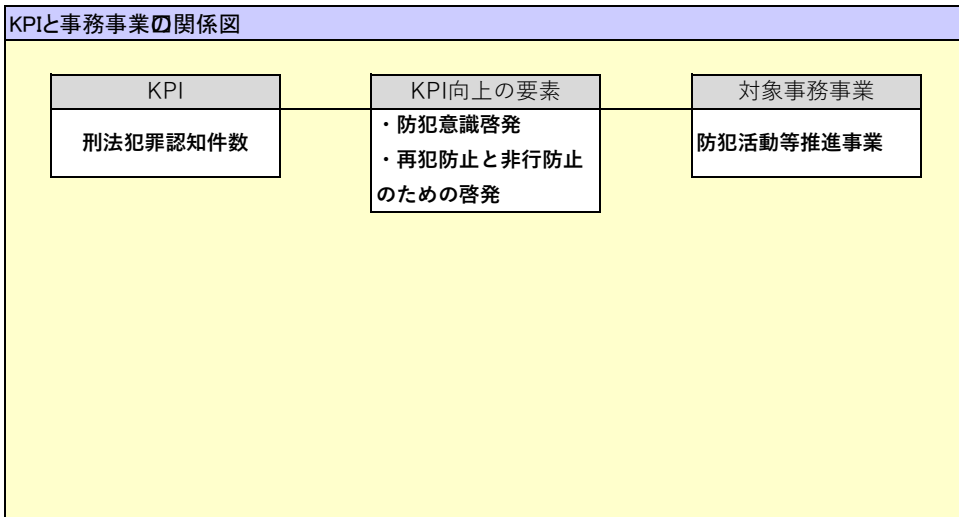 KPIと事務事業の関係図
KPI
刑法犯罪認知件数
KPI向上の要素
・防犯意識啓発
・再犯防止と非行防止
のための啓発
対象事務事業
防犯活動等推進事業